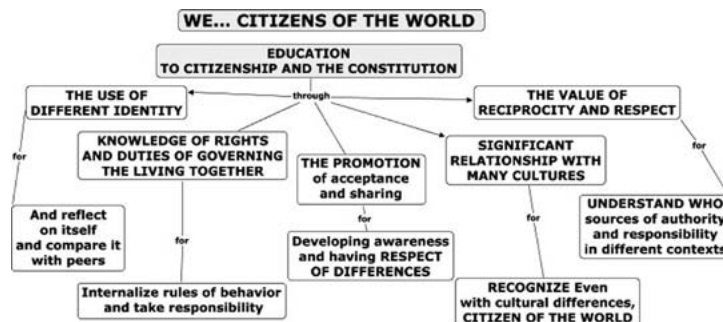 WE... CITIZENS OF THE WORLD
EDUCATION
TO CITIZENSHIP AND THE CONSTITUTION
through
THE USE OF
DIFFERENT IDENTITY
THE VALUE OF
RECIPROCITY AND RESPECT
KNOWLEDGE OF RIGHTS
AND DUTIES OF GOVERNING
THE LIVING TOGETHER
THE PROMOTION
of acceptance
and sharing
SIGNIFICANT
RELATIONSHIP WITH
MANY CULTURES
for
for
for
for
for
And reflect
on itself
and compare it
with peers
UNDERSTAND WHO
sources of authority
and responsibility
in different contexts
Developing awareness
and having RESPECT
OF DIFFERENCES
Internalize rules of behavior
and take responsibility
RECOGNIZE Even
with cultural differences,
CITIZEN OF THE WORLD